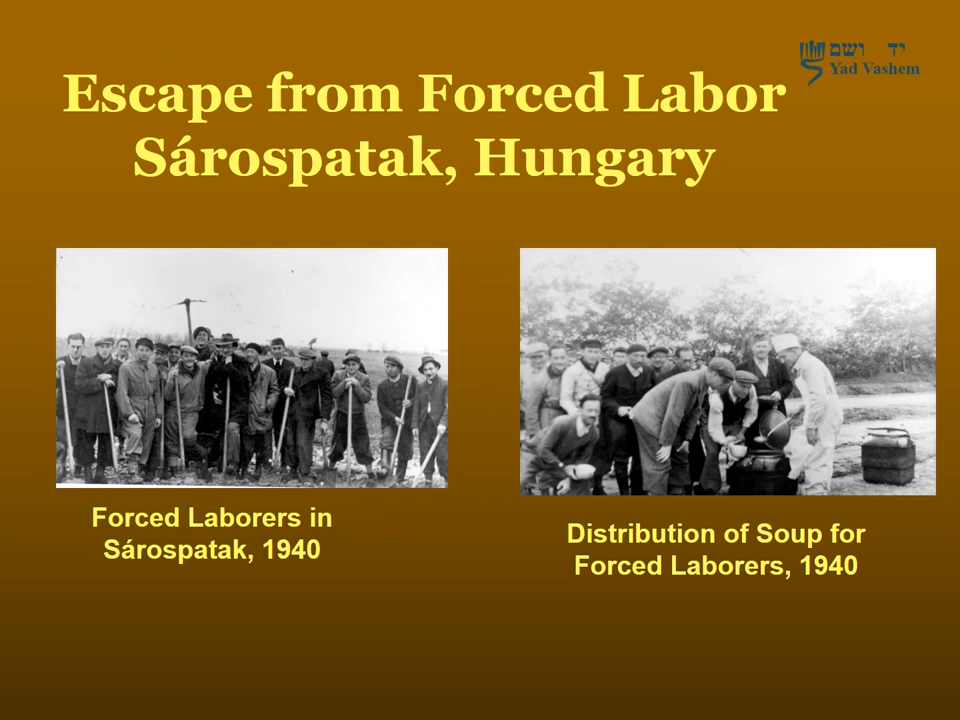 יד ושם
Yad Vashem
Escape from Forced Labor
Sárospatak, Hungary
Forced Laborers in
Sárospatak, 1940
Distribution of Soup for
Forced Laborers, 1940